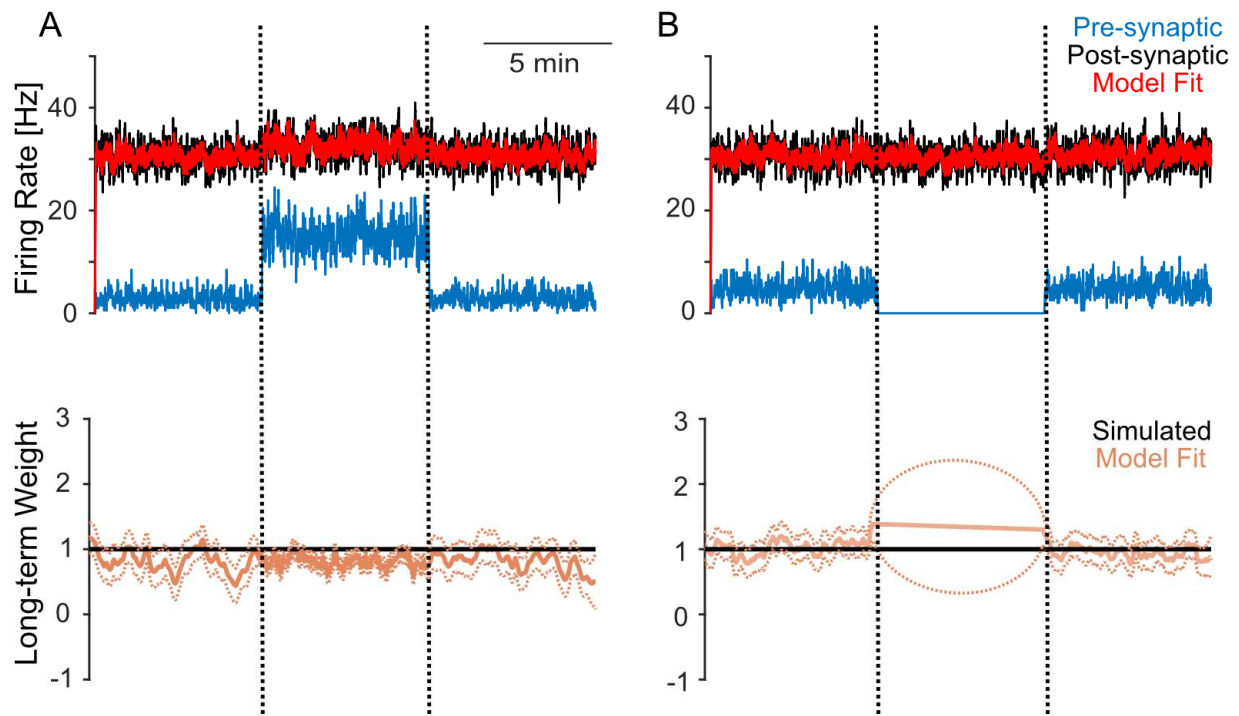 A
5 min
B
Pre-synaptic
Post-synaptic
Model Fit
Firing Rate [Hz]
40
20
0
40
20
0
Long-term Weight
3
2
1
0
-1
3
2
1
0
-1
Simulated
Model Fit